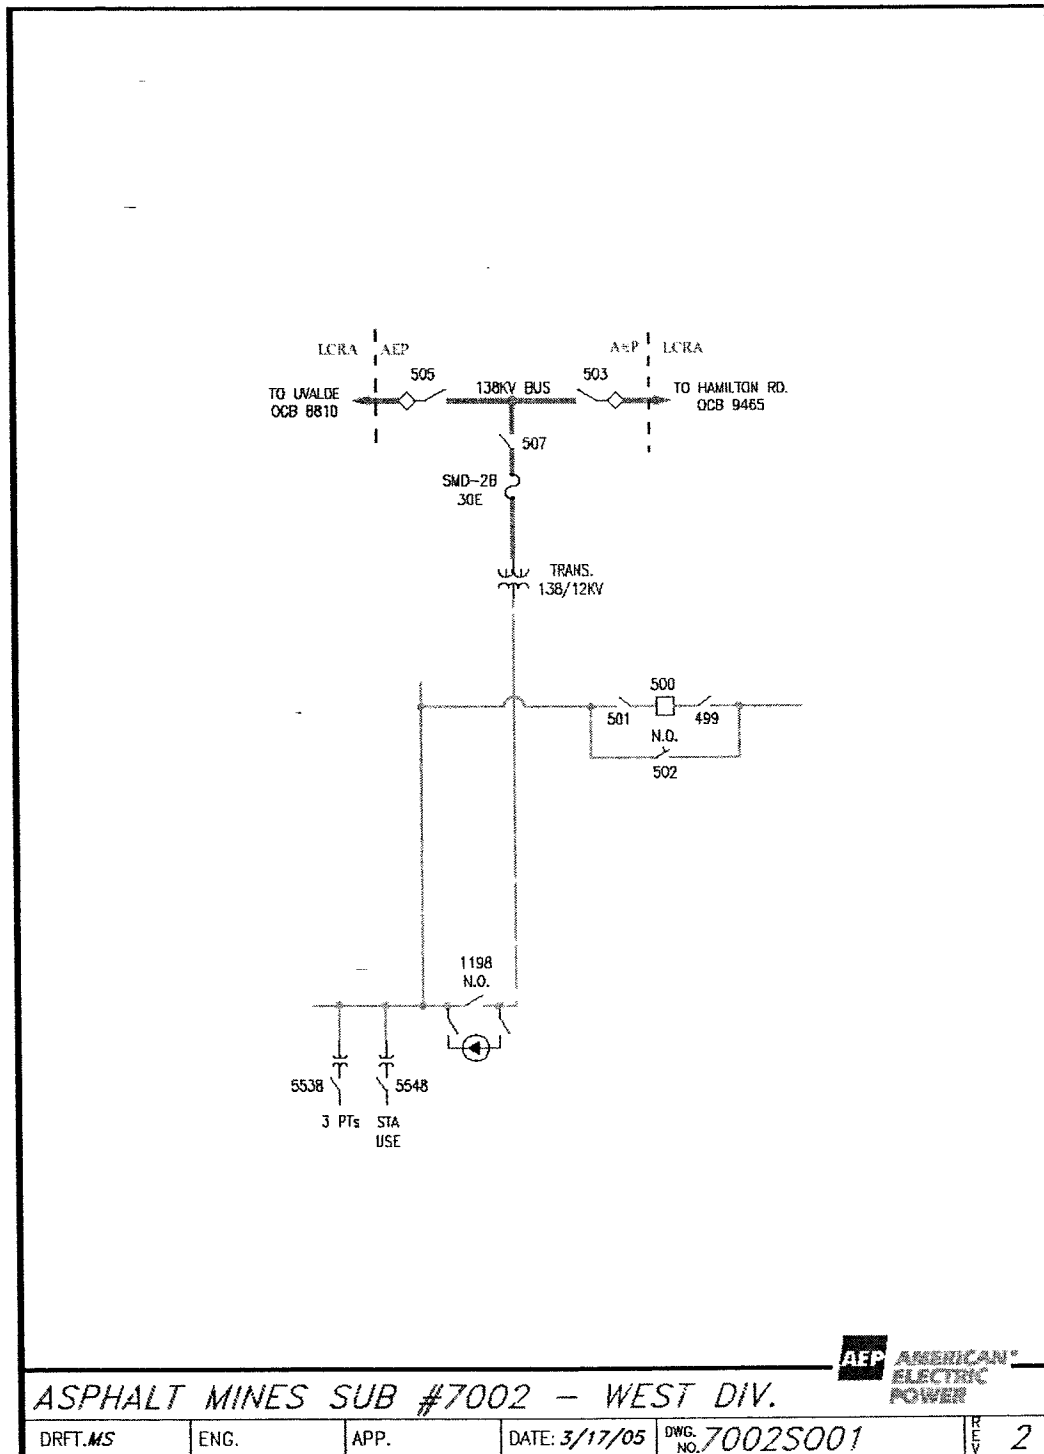 LCRA AEP
AEP LCRA
505
138KV BUS
503
TO UVALDE
OCB 8810
TO HAMILTON RD.
OCB 9465
507
SMD-2B
30E
TRANS.
138/12KV
500
501
499
N.O.
502
1198
N.O.
5538
5548
3 PTs
STA
USE
AEP AMERICAN®
ELECTRIC
POWER
ASPHALT MINES SUB #7002 - WEST DIV.
DRFT.MS
ENG.
APP.
DATE: 3/17/05
DWG.
NO. 7002S001
REV 2